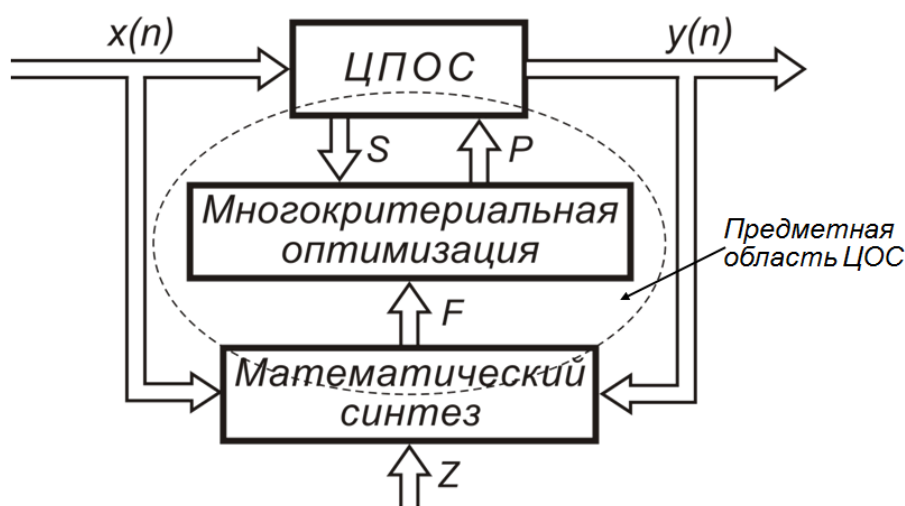 x(n)
y(n)
ЦПОС
S
P
Многокритериальная
оптимизация
Предметная
область ЦОС
F
Математический
синтез
Z